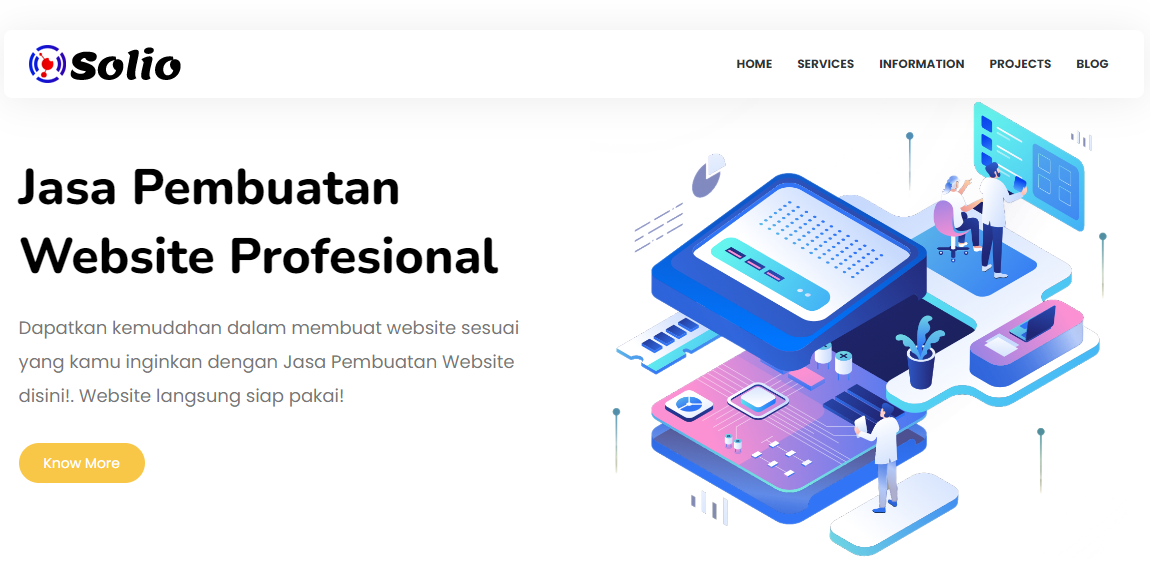 Solio
HOME SERVICES INFORMATION PROJECTS BLOG
Jasa Pembuatan
Website Profesional
Dapatkan kemudahan dalam membuat website sesuai
yang kamu inginkan dengan Jasa Pembuatan Website
disini!. Website langsung siap pakai!
Know More